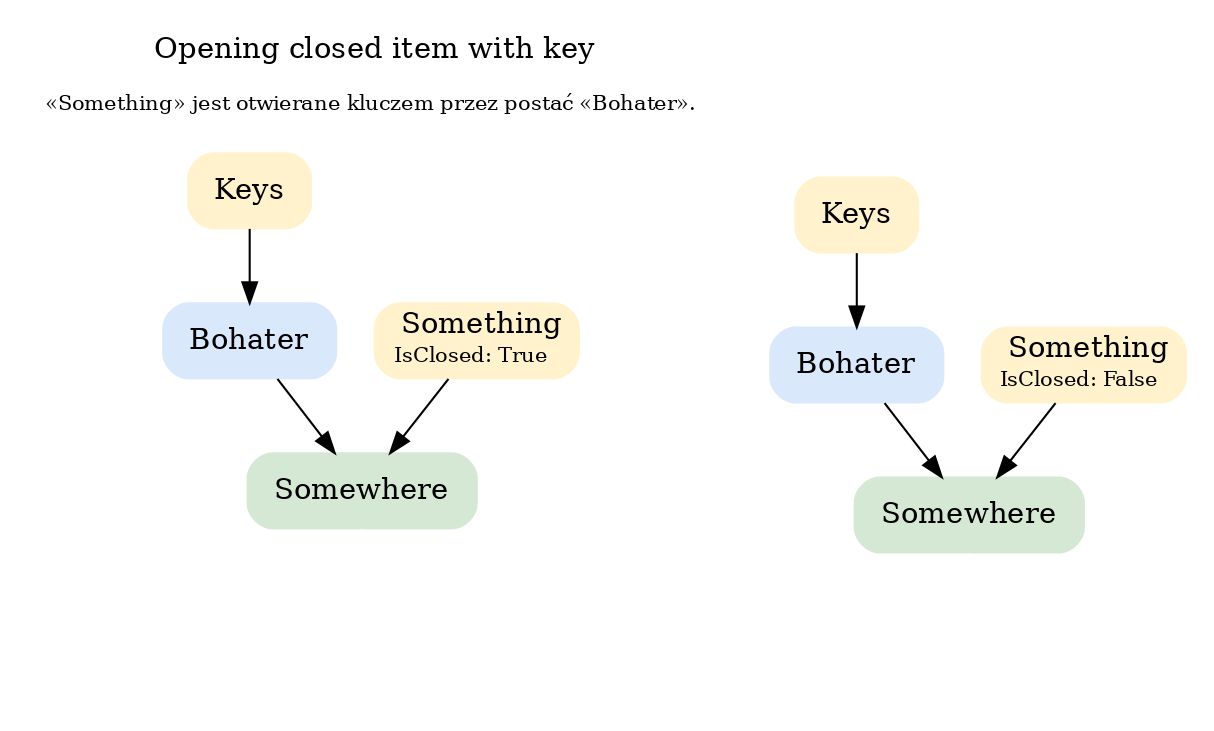 Opening closed item with key
«Something» jest otwierane kluczem przez postać «Bohater».
Keys
Bohater
Something
IsClosed: True
Somewhere
Keys
Bohater
Something
IsClosed: False
Somewhere